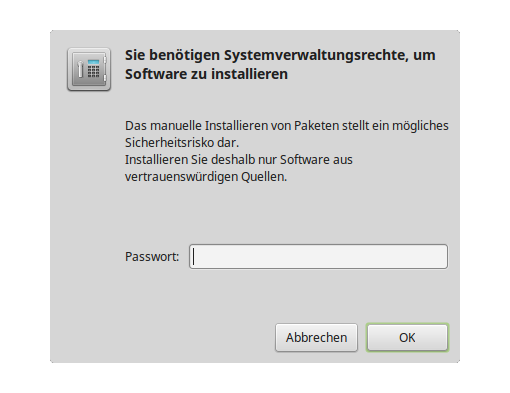 Sie benötigen Systemverwaltungsrechte, um
Software zu installieren
Das manuelle Installieren von Paketen stellt ein mögliches
Sicherheitsrisiko dar.
Installieren Sie deshalb nur Software aus
vertrauenswürdigen Quellen.
Passwort:
Abbrechen OK